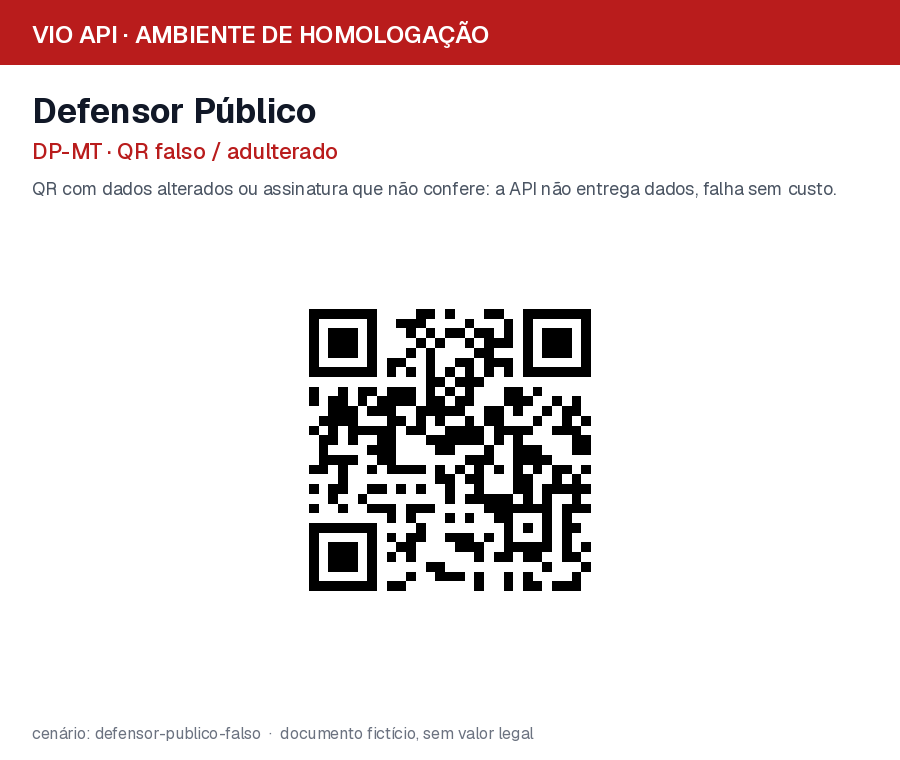 VIO API · AMBIENTE DE HOMOLOGAÇÃO
Defensor Público
DP-MT · QR falso / adulterado
QR com dados alterados ou assinatura que não confere: a API não entrega dados, falha sem custo.
cenário: defensor-publico-falso · documento fictício, sem valor legal